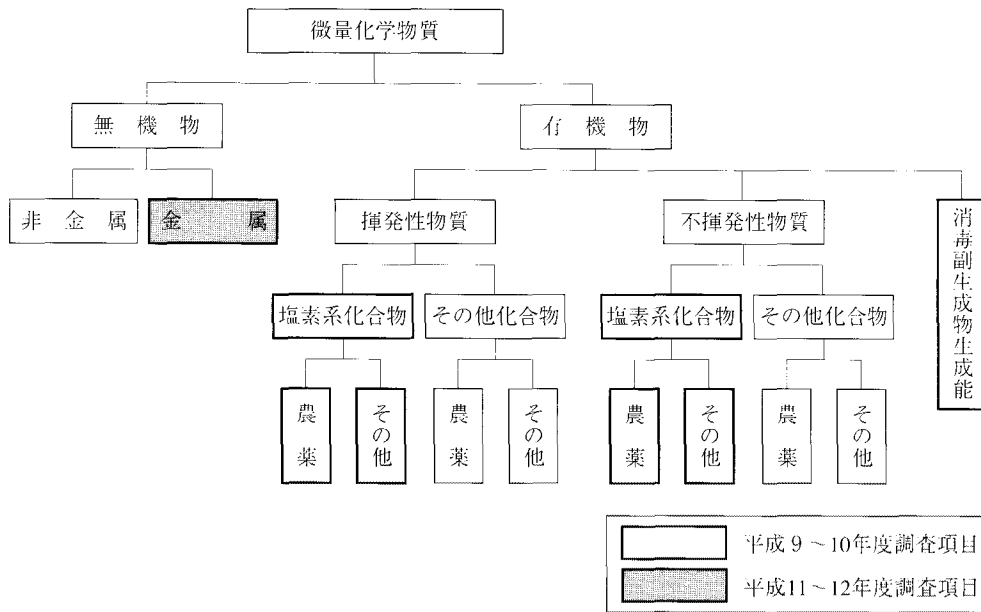 微量化学物質
無機物
有機物
非金属
金属
揮発性物質
不揮発性物質
消毒副生成物生成能
塩素系化合物
その他化合物
塩素系化合物
その他化合物
農薬
その他
農薬
その他
農薬
その他
農薬
その他
平成9~10年度調査項目
平成11~12年度調査項目